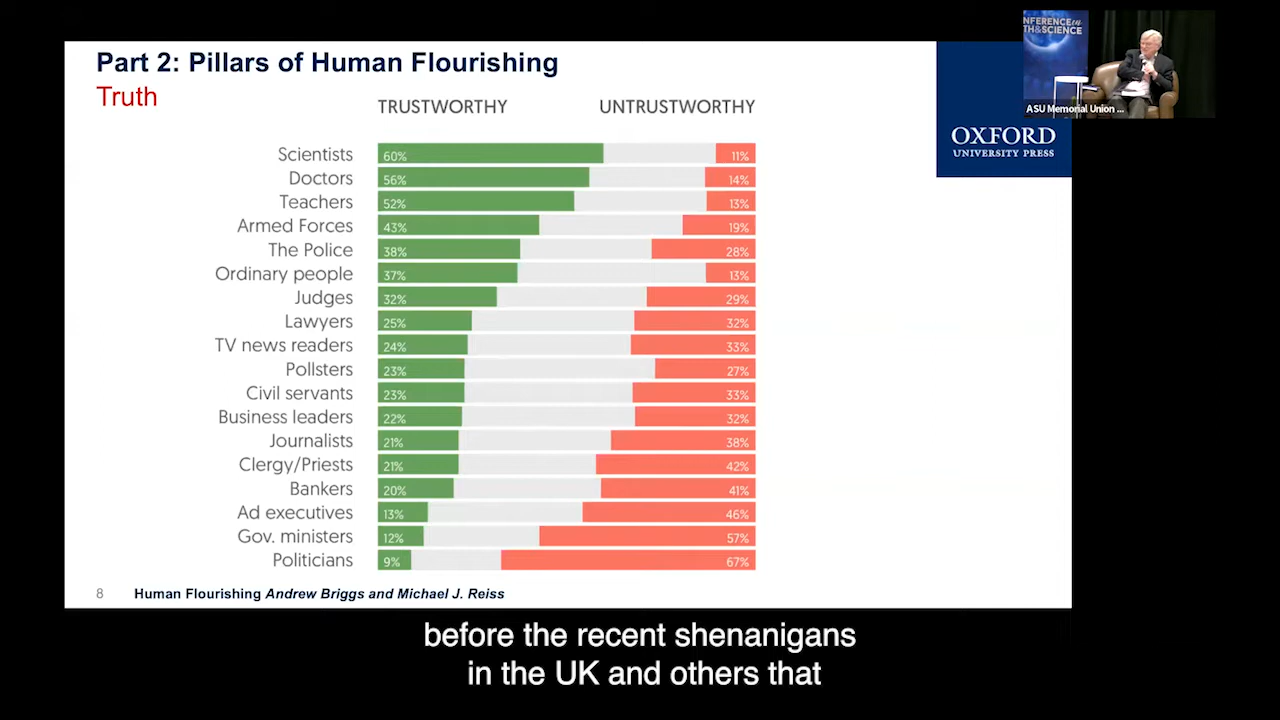 Part 2: Pillars of Human Flourishing
Truth
TRUSTWORTHY UNTRUSTWORTHY
Scientists 60% 11%
Doctors 56% 14%
Teachers 52% 13%
Armed Forces 43% 19%
The Police 38% 28%
Ordinary people 37% 13%
Judges 32% 29%
Lawyers 25% 32%
TV news readers 24% 33%
Pollsters 23% 27%
Civil servants 23% 33%
Business leaders 22% 32%
Journalists 21% 38%
Clergy/Priests 21% 42%
Bankers 20% 41%
Ad executives 13% 46%
Gov. ministers 12% 57%
Politicians 9% 67%
8 Human Flourishing Andrew Briggs and Michael J. Reiss
OXFORD
UNIVERSITY PRESS
NFERENCE in
TH&SCIENCE
ASU Memorial Union ...
before the recent shenanigans
in the UK and others that